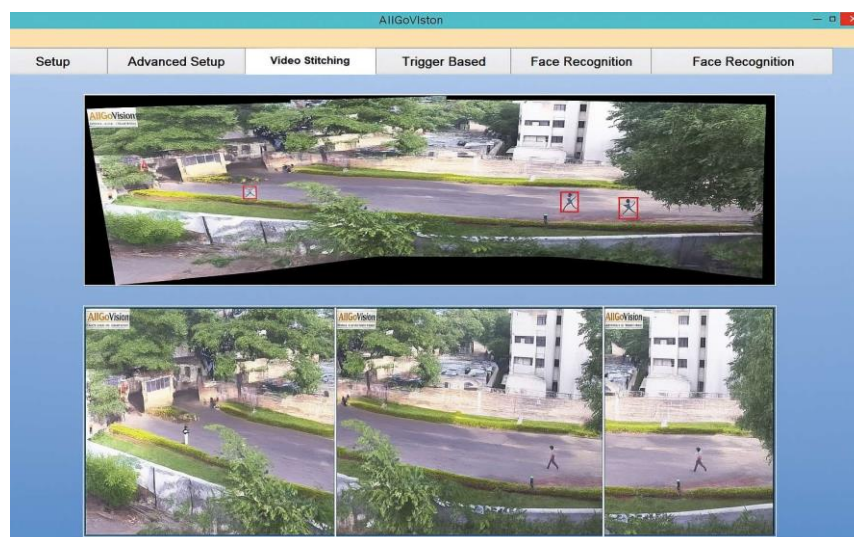 AllGoVision
Setup
Advanced Setup
Video Stitching
Trigger Based
Face Recognition
Face Recognition
AllGoVision
AllGoVision
AllGoVision
AllGoVision